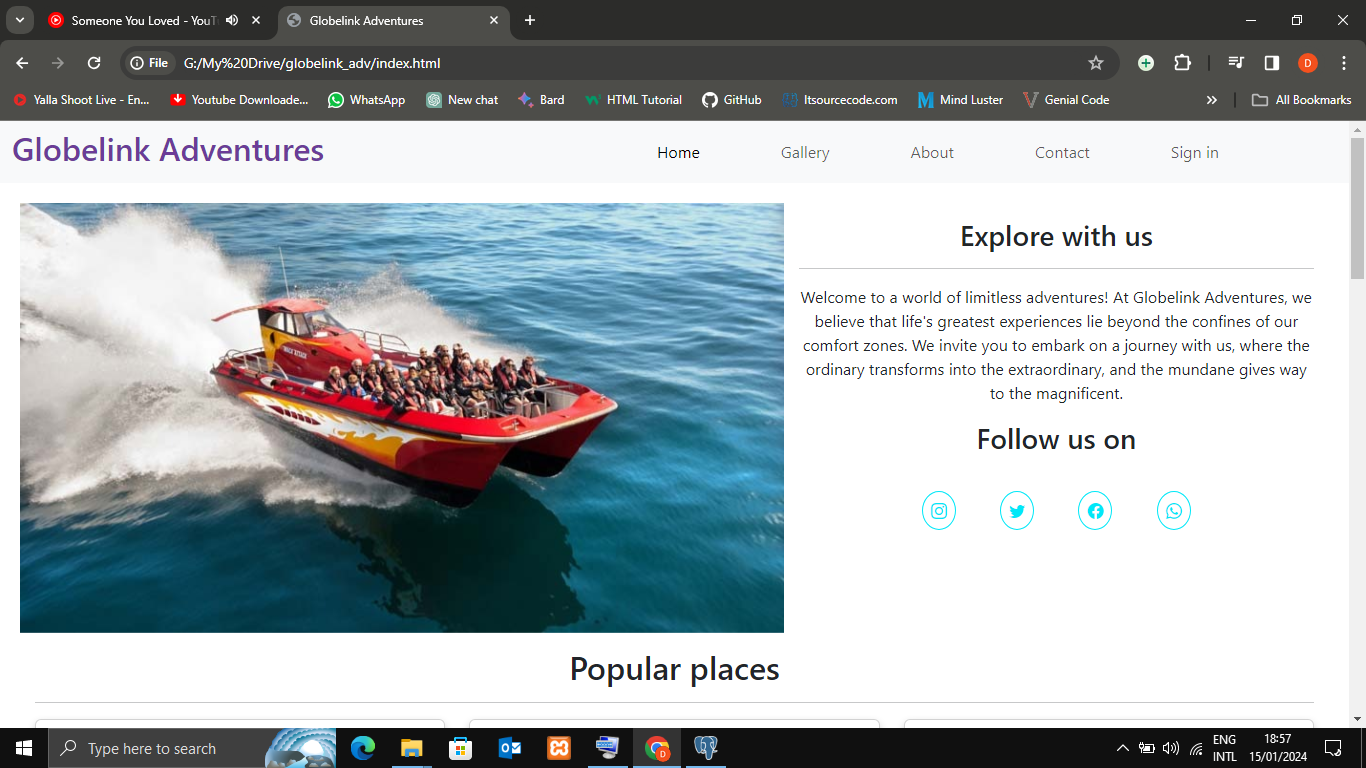 Someone You Loved - YouT
Globelink Adventures
File
G:/My%20Drive/globelink_adv/index.html
D
Yalla Shoot Live - En...
Youtube Downloade...
WhatsApp
New chat
Bard
HTML Tutorial
GitHub
Itsourcecode.com
Mind Luster
Genial Code
All Bookmarks
Globelink Adventures
Home
Gallery
About
Contact
Sign in
Explore with us
Welcome to a world of limitless adventures! At Globelink Adventures, we
believe that life's greatest experiences lie beyond the confines of our
comfort zones. We invite you to embark on a journey with us, where the
ordinary transforms into the extraordinary, and the mundane gives way
to the magnificent.
Follow us on
Popular places
Type here to search
D
ENG
INTL
18:57
15/01/2024